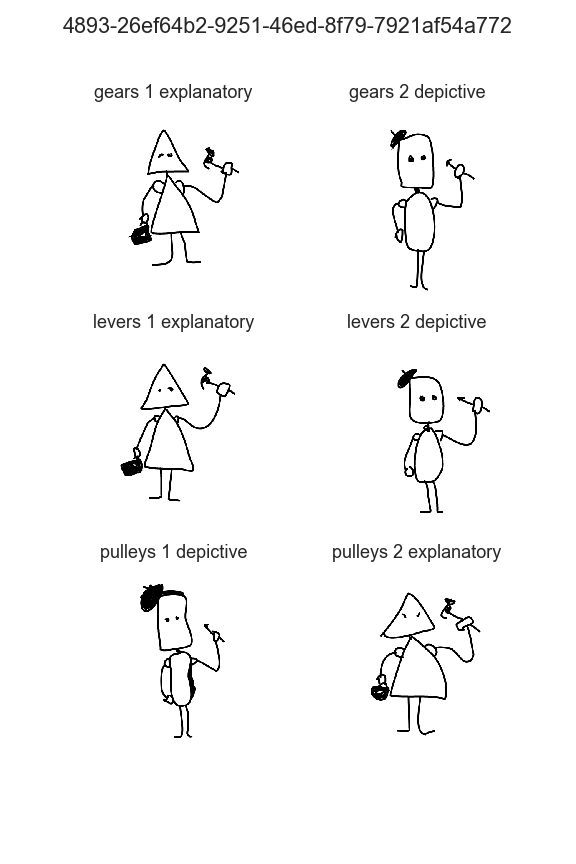 4893-26ef64b2-9251-46ed-8f79-7921af54a772
gears 1 explanatory
gears 2 depictive
levers 1 explanatory
levers 2 depictive
pulleys 1 depictive
pulleys 2 explanatory